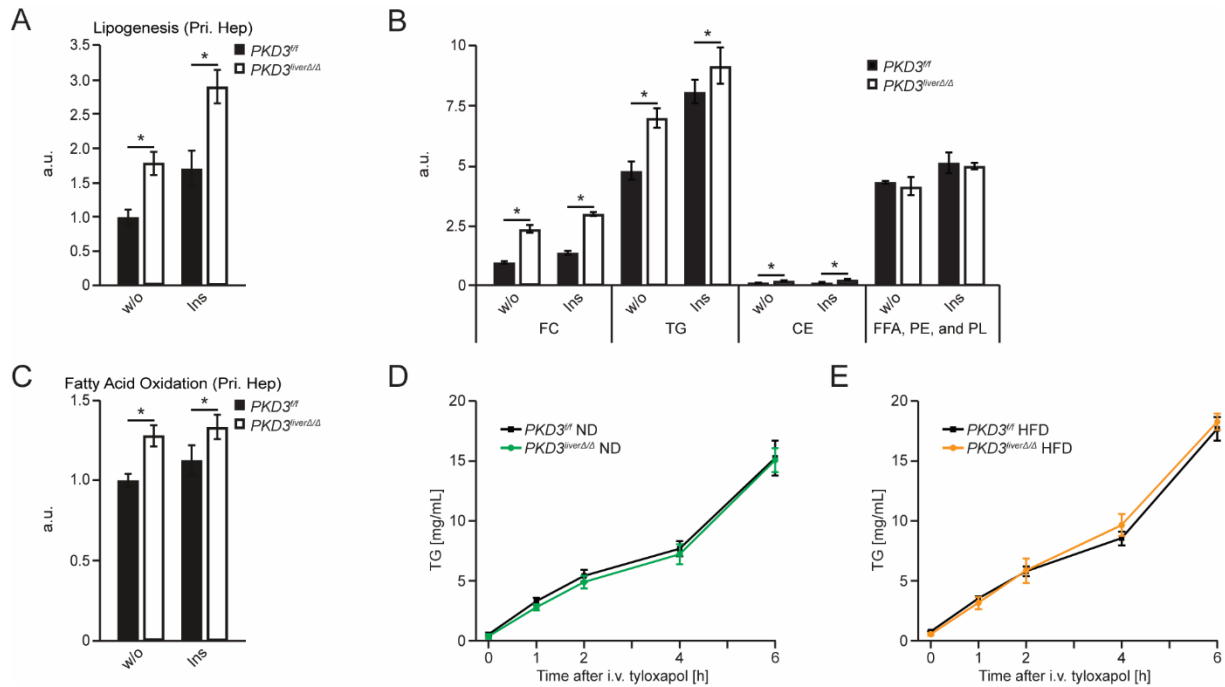 A
Lipogenesis (Pri. Hep)
PKD3f/f
PKD3liverΔ/Δ
a.u.
3.5
3.0
2.5
2.0
1.5
1.0
0.5
0
*
*
w/o
Ins
B
PKD3f/f
PKD3liverΔ/Δ
a.u.
10
7.5
5
2.5
0
*
*
*
*
*
*
w/o
Ins
w/o
Ins
w/o
Ins
w/o
Ins
FC
TG
CE
FFA, PE, and PL
C
Fatty Acid Oxidation (Pri. Hep)
PKD3f/f
PKD3liverΔ/Δ
a.u.
1.5
1.0
0.5
0
*
*
w/o
Ins
D
PKD3f/f ND
PKD3liverΔ/Δ ND
TG [mg/mL]
20
15
10
5
0
0
1
2
4
6
Time after i.v. tyloxapol [h]
E
PKD3f/f HFD
PKD3liverΔ/Δ HFD
TG [mg/mL]
20
15
10
5
0
0
1
2
4
6
Time after i.v. tyloxapol [h]